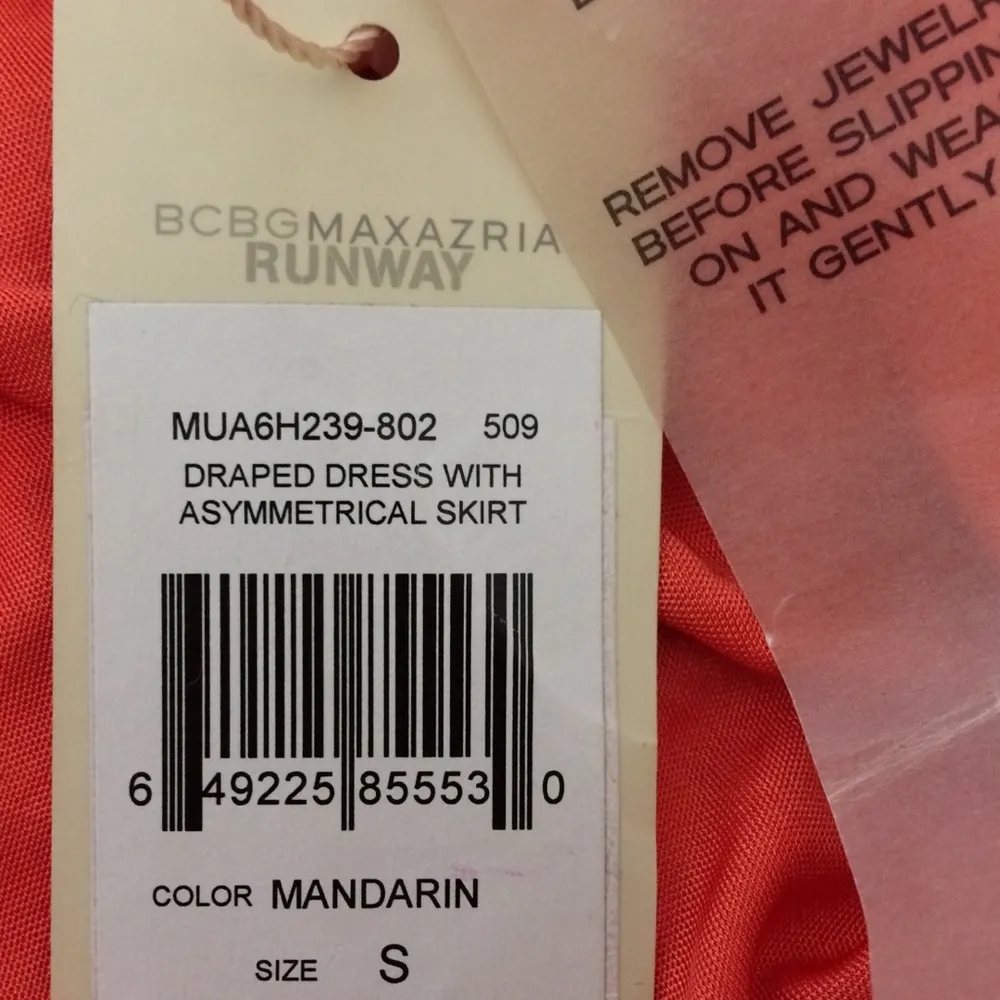 BCBGMAXAZRIA
RUNWAY
MUA6H239-802 509
DRAPED DRESS WITH
ASYMMETRICAL SKIRT
6 49225 85553 0
COLOR MANDARIN
SIZE S
REMOVE JEWELR
BEFORE SLIPPIN
ON AND WEA
IT GENTLY